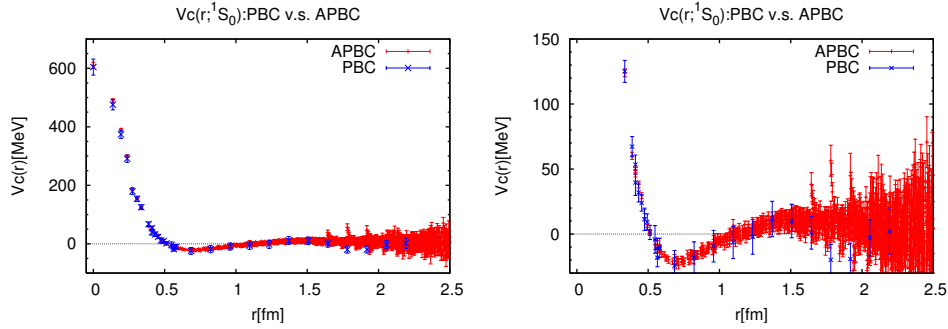 Vc(r;¹S₀):PBC v.s. APBC
APBC
PBC
Vc(r)[MeV]
600
400
200
0
0
0.5
1
1.5
2
2.5
r[fm]
Vc(r;¹S₀):PBC v.s. APBC
APBC
PBC
Vc(r)[MeV]
150
100
50
0
0
0.5
1
1.5
2
2.5
r[fm]